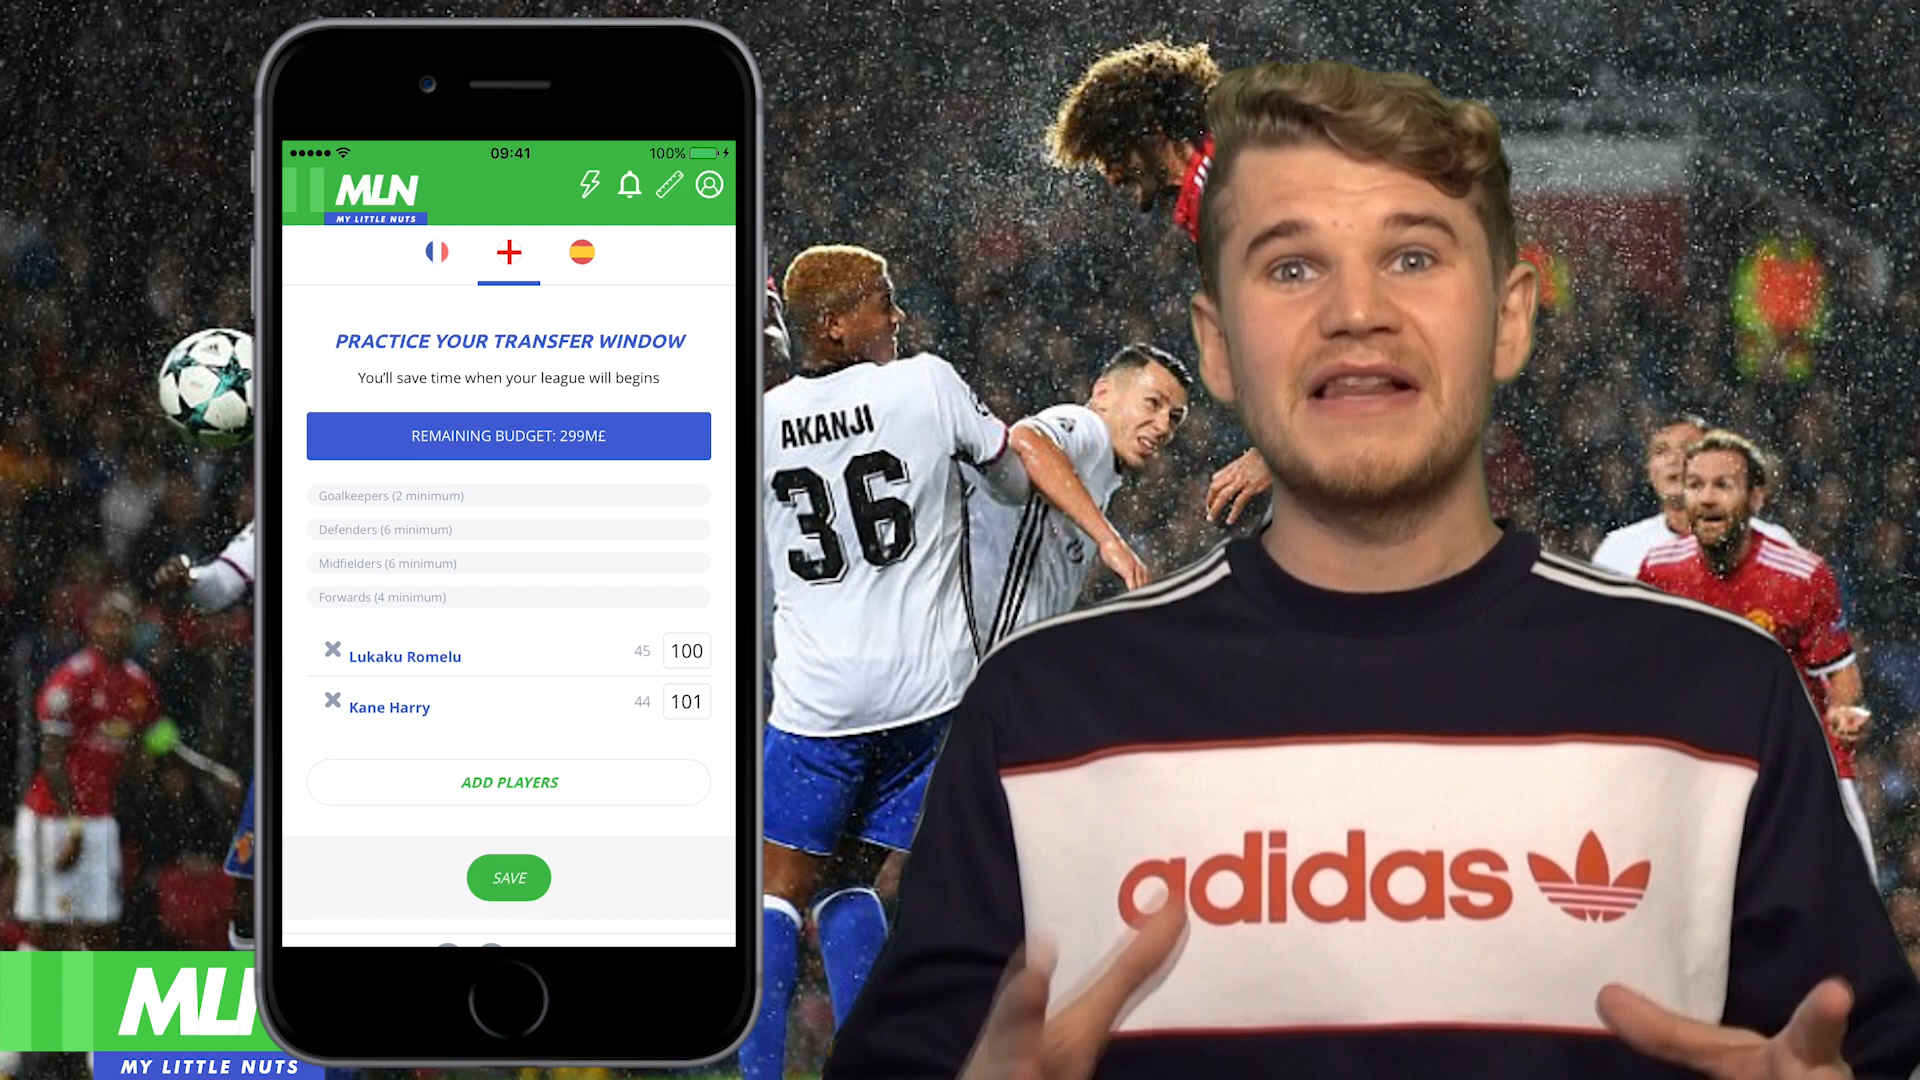 09:41
100%
MLN
MY LITTLE NUTS
PRACTICE YOUR TRANSFER WINDOW
You'll save time when your league will begins
REMAINING BUDGET: 299M£
Goalkeepers (2 minimum)
Defenders (6 minimum)
Midfielders (6 minimum)
Forwards (4 minimum)
Lukaku Romelu 45 100
Kane Harry 44 101
ADD PLAYERS
SAVE
AKANJI
36
adidas
MLN
MY LITTLE NUTS